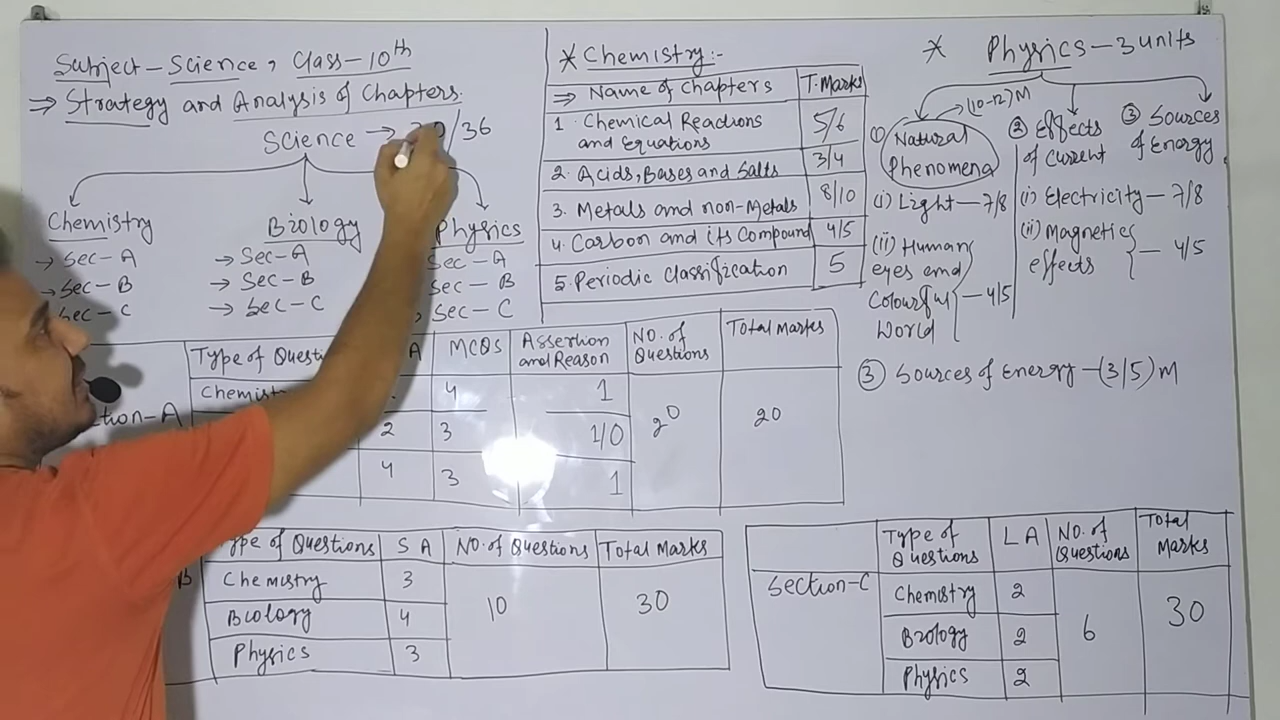 Subject-Science, Class-10th
⇒ Strategy and Analysis of Chapters.
Science → /36
Chemistry
→ Sec-A
→ Sec-B
Sec-C
Biology
→ Sec-A
→ Sec-B
→ Sec-C
Physics
Sec-A
Sec-B
Sec-C
* Chemistry:-
⇒ Name of Chapters T.Marks
1. Chemical Reactions and Equations 5/6
2. Acids, Bases and Salts 3/4
3. Metals and non-Metals 8/10
4. Carbon and its Compound 4/5
5. Periodic Classification 5
* Physics-3 units
→(10-12)M
(1) Natural
Phenomena
(i) Light-7/8
(ii) Human
eyes and
Colourful
World -4/5
② Effects
of Current
(i) Electricity-7/8
(ii) Magnetic
effects - 4/5
③ Sources
of Energy
③ Sources of Energy-(3/5)M
MCQS Assertion and Reason NO. of Questions Total Marks
4 1 20 20
2 3 1/0
4 3 1
Type of Questions S A NO. of Questions Total Marks
Chemistry 3 10 30
Biology 4
Physics 3
Section-C
Type of Questions L A NO. of Questions Total Marks
Chemistry 2 6 30
Biology 2
Physics 2